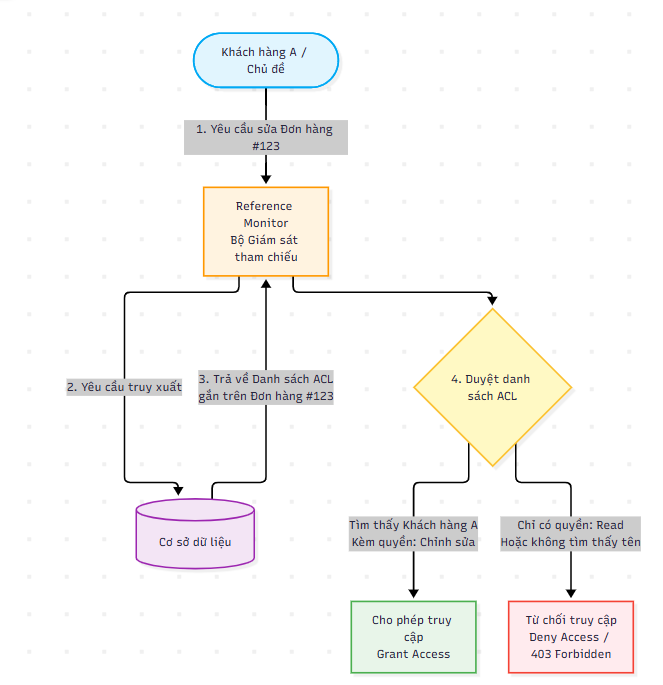 Khách hàng A /
Chủ đề
1. Yêu cầu sửa Đơn hàng
#123
Reference
Monitor
Bộ Giám sát
tham chiếu
2. Yêu cầu truy xuất
3. Trả về Danh sách ACL
gắn trên Đơn hàng #123
4. Duyệt danh
sách ACL
Cơ sở dữ liệu
Tìm thấy Khách hàng A
Kèm quyền: Chỉnh sửa
Chỉ có quyền: Read
Hoặc không tìm thấy tên
Cho phép truy
cập
Grant Access
Từ chối truy cập
Deny Access /
403 Forbidden